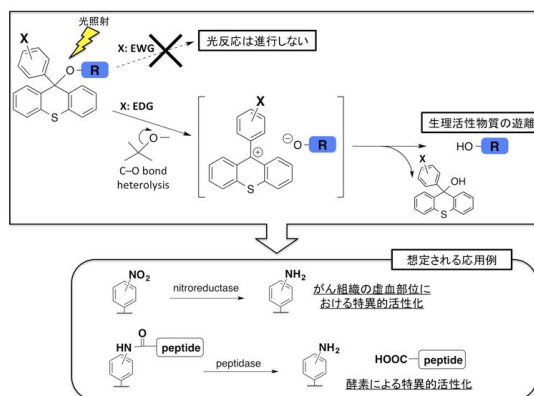 光照射
X
X: EWG
光反応は進行しない
O
R
S
X: EDG
O
C–O bond
heterolysis
X
S
O
R
生理活性物質の遊離
HO
R
X
OH
S
想定される応用例
NO2
nitroreductase
NH2
がん組織の虚血部位に
おける特異的活性化
O
HN
peptide
peptidase
NH2
HOOC
peptide
酵素による特異的活性化